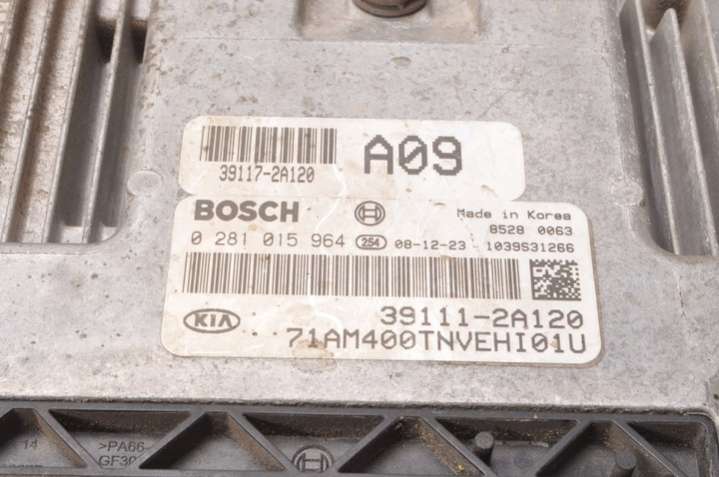 A09
39117-2A120
BOSCH Made in Korea
8528 0063
0 281 015 964 254 08-12-23 - 1039S31266
39111-2A120
KIA
71AM400TNVEHI01U
14
>PA66
GF30